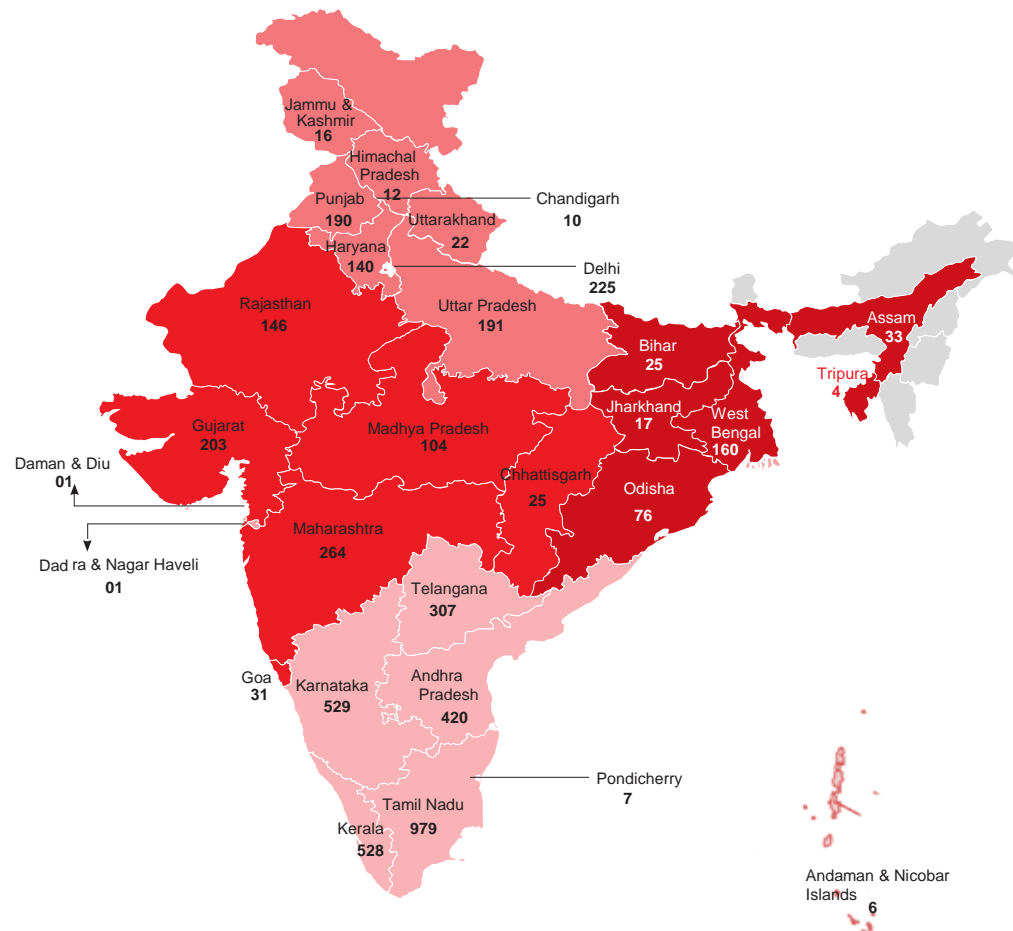 Jammu &
Kashmir
16
Himachal
Pradesh
12
Chandigarh
10
Punjab
190
Uttarakhand
22
Haryana
140
Delhi
225
Rajasthan
146
Uttar Pradesh
191
Assam
33
Bihar
25
Tripura
4
Jharkhand
17
West
Bengal
160
Gujarat
203
Madhya Pradesh
104
Daman & Diu
01
Chhattisgarh
25
Odisha
76
Maharashtra
264
Dad ra & Nagar Haveli
01
Telangana
307
Goa
31
Karnataka
529
Andhra
Pradesh
420
Pondicherry
7
Tamil Nadu
979
Kerala
528
Andaman & Nicobar
Islands
6